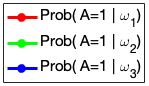 Prob( A=1 | ω₁)
Prob( A=1 | ω₂)
Prob( A=1 | ω₃)